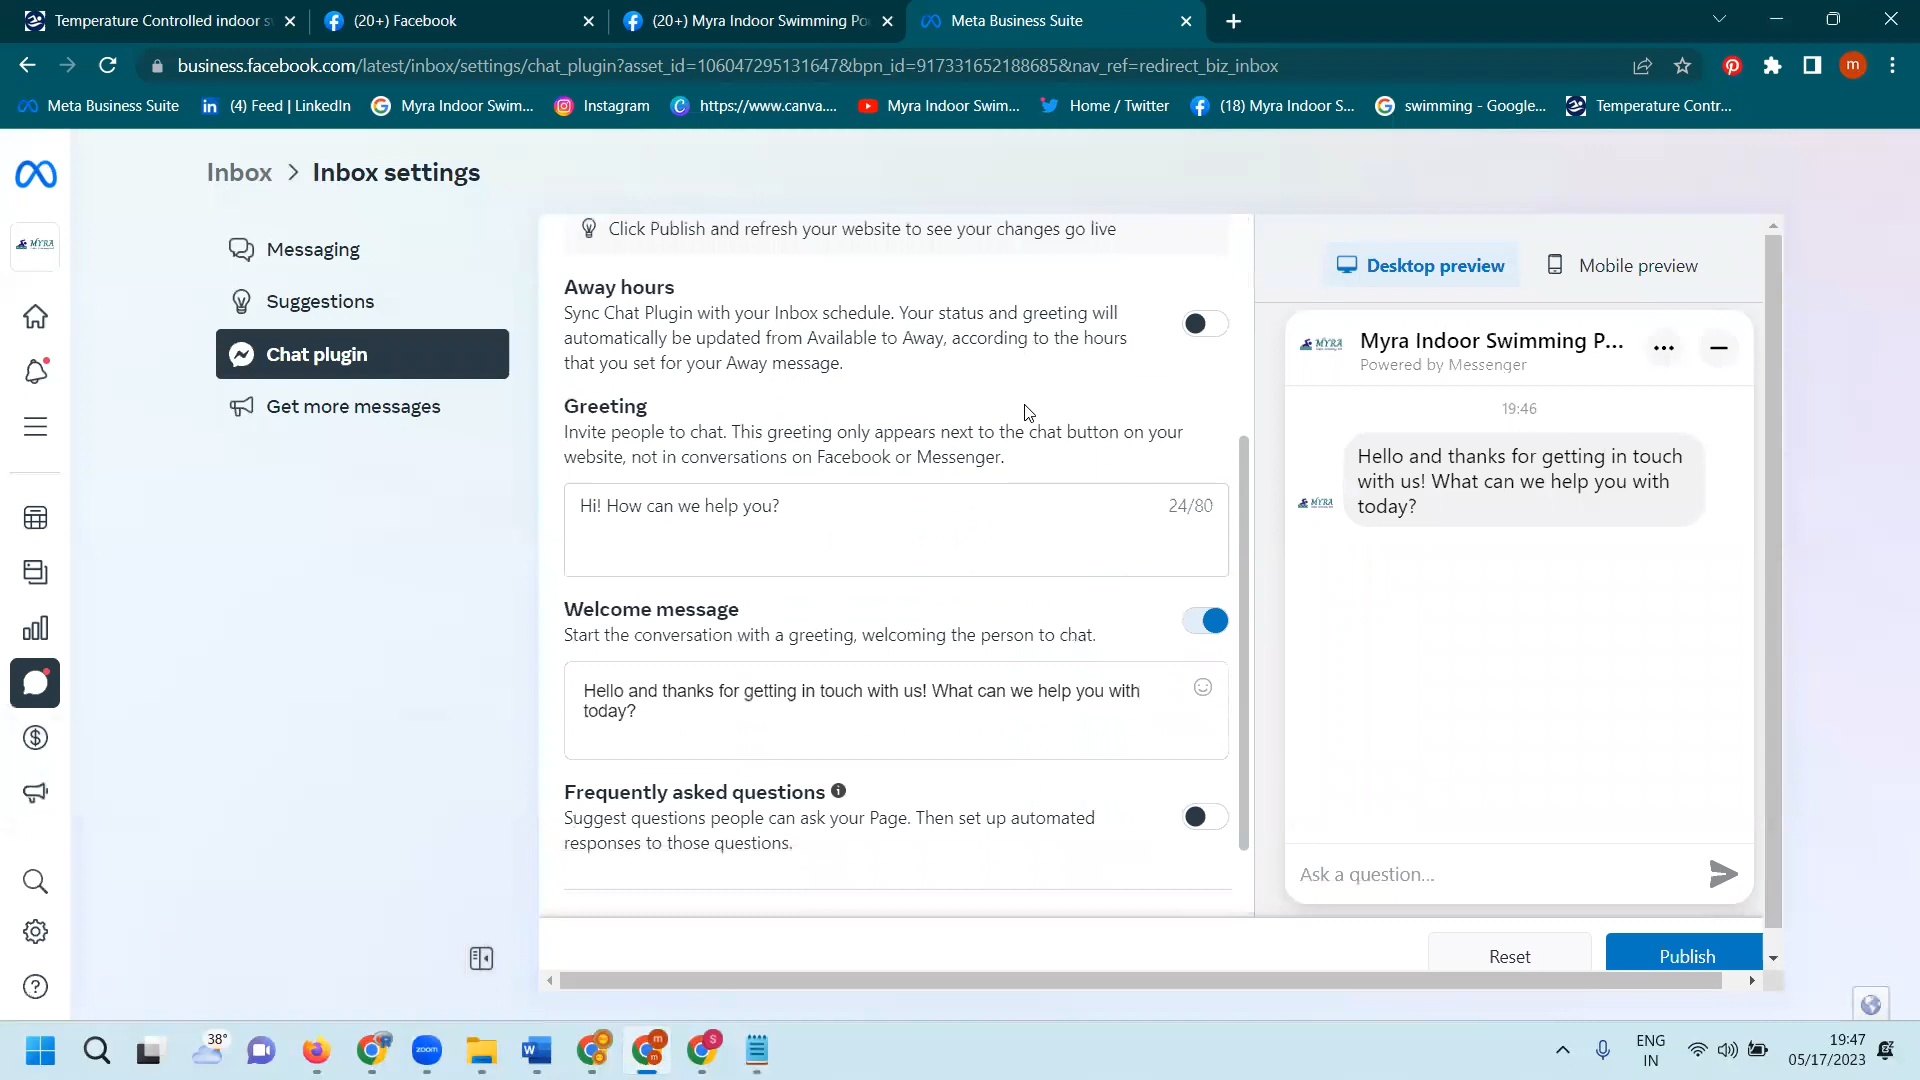 Temperature Controlled indoor s
(20+) Facebook
(20+) Myra Indoor Swimming Po
Meta Business Suite
business.facebook.com/latest/inbox/settings/chat_plugin?asset_id=106047295131647&bpn_id=917331652188685&nav_ref=redirect_biz_inbox
m
Meta Business Suite
(4) Feed | LinkedIn
Myra Indoor Swim...
Instagram
https://www.canva....
Myra Indoor Swim...
Home / Twitter
(18) Myra Indoor S...
swimming - Google...
Temperature Contr...
Inbox > Inbox settings
MYRA
Messaging
Suggestions
Chat plugin
Get more messages
Click Publish and refresh your website to see your changes go live
Away hours
Sync Chat Plugin with your Inbox schedule. Your status and greeting will
automatically be updated from Available to Away, according to the hours
that you set for your Away message.
Greeting
Invite people to chat. This greeting only appears next to the chat button on your
website, not in conversations on Facebook or Messenger.
Hi! How can we help you?
24/80
Welcome message
Start the conversation with a greeting, welcoming the person to chat.
Hello and thanks for getting in touch with us! What can we help you with
today?
Frequently asked questions
Suggest questions people can ask your Page. Then set up automated
responses to those questions.
Desktop preview
Mobile preview
MYRA
Myra Indoor Swimming P...
Powered by Messenger
19:46
Hello and thanks for getting in touch
with us! What can we help you with
today?
MYRA
Ask a question...
Reset
Publish
38°
zoom
W
m
S
ENG
IN
19:47
05/17/2023